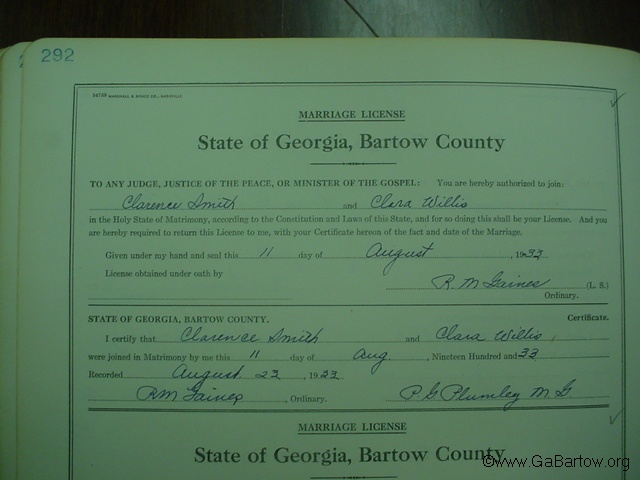 292
MARSHALL & BRUCE CO., NASHVILLE
MARRIAGE LICENSE
State of Georgia, Bartow County
TO ANY JUDGE, JUSTICE OF THE PEACE, OR MINISTER OF THE GOSPEL: You are hereby authorized to join:
Clarence Smith and Clara Willis
in the Holy State of Matrimony, according to the Constitution and Laws of this State, and for so doing this shall be your License. And you
are hereby required to return this License to me, with your Certificate hereon of the fact and date of the Marriage.
Given under my hand and seal this 11 day of August, 1933
License obtained under oath by R. M Gaines (L. S.)
Ordinary.
STATE OF GEORGIA, BARTOW COUNTY. Certificate.
I certify that Clarence Smith and Clara Willis,
were joined in Matrimony by me this 11 day of Aug., Nineteen Hundred and 33
Recorded August 23, 1933
RM Gaines, Ordinary. P G Plumley M G
MARRIAGE LICENSE
State of Georgia, Bartow County
©www.GaBartow.org